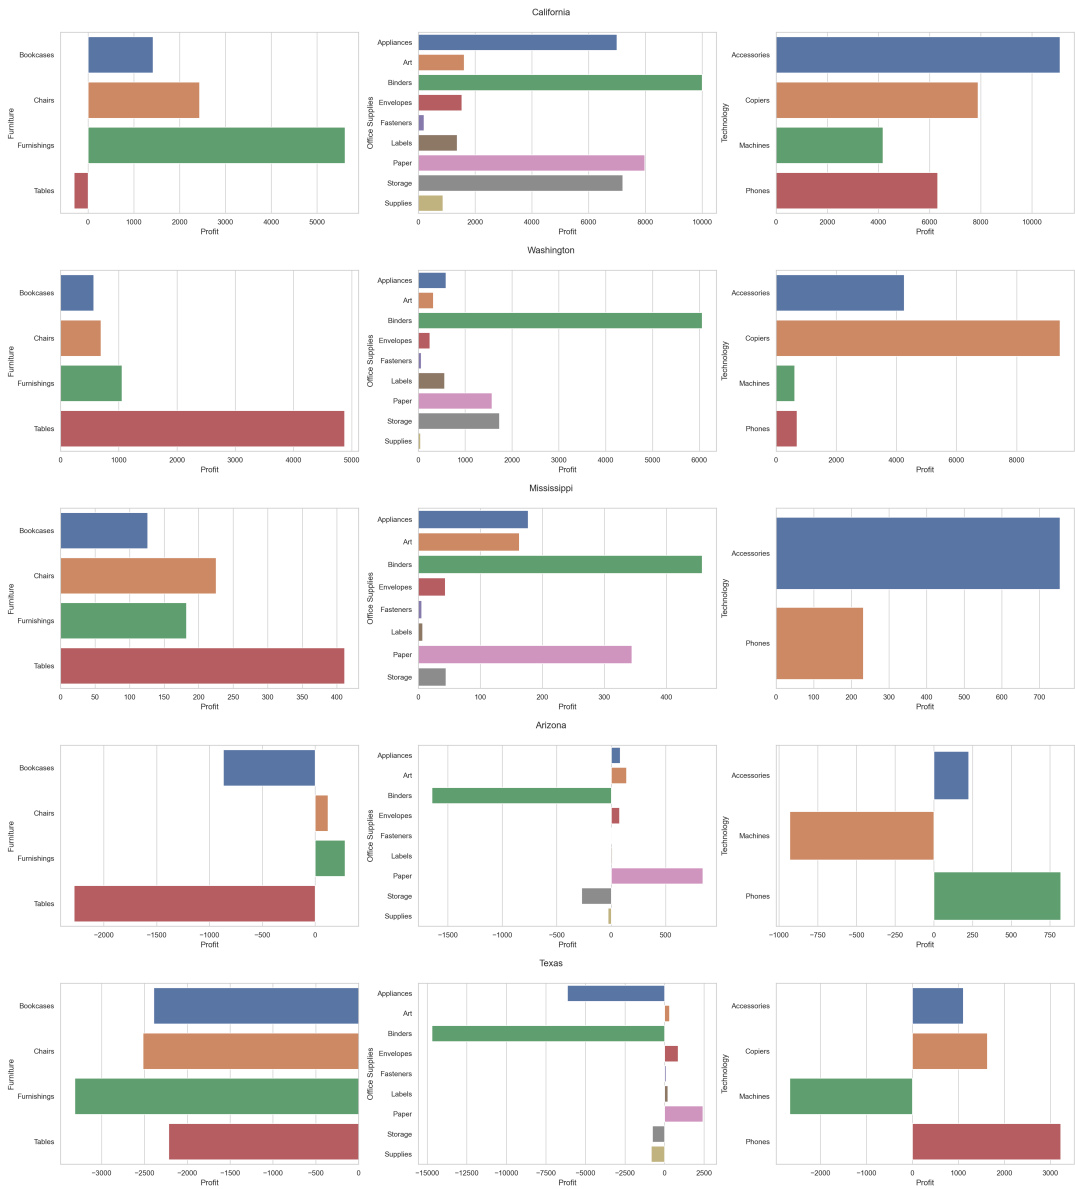 California
Furniture
Bookcases
Chairs
Furnishings
Tables
0 1000 2000 3000 4000 5000
Profit
Office Supplies
Appliances
Art
Binders
Envelopes
Fasteners
Labels
Paper
Storage
Supplies
0 2000 4000 6000 8000 10000
Profit
Technology
Accessories
Copiers
Machines
Phones
0 2000 4000 6000 8000 10000
Profit
Washington
Furniture
Bookcases
Chairs
Furnishings
Tables
0 1000 2000 3000 4000 5000
Profit
Office Supplies
Appliances
Art
Binders
Envelopes
Fasteners
Labels
Paper
Storage
Supplies
0 1000 2000 3000 4000 5000 6000
Profit
Technology
Accessories
Copiers
Machines
Phones
0 2000 4000 6000 8000
Profit
Mississippi
Furniture
Bookcases
Chairs
Furnishings
Tables
0 50 100 150 200 250 300 350 400
Profit
Office Supplies
Appliances
Art
Binders
Envelopes
Fasteners
Labels
Paper
Storage
0 100 200 300 400
Profit
Technology
Accessories
Phones
0 100 200 300 400 500 600 700
Profit
Arizona
Furniture
Bookcases
Chairs
Furnishings
Tables
−2000 −1500 −1000 −500 0
Profit
Office Supplies
Appliances
Art
Binders
Envelopes
Fasteners
Labels
Paper
Storage
Supplies
−1500 −1000 −500 0 500
Profit
Technology
Accessories
Machines
Phones
−1000 −750 −500 −250 0 250 500 750
Profit
Texas
Furniture
Bookcases
Chairs
Furnishings
Tables
−3000 −2500 −2000 −1500 −1000 −500 0
Profit
Office Supplies
Appliances
Art
Binders
Envelopes
Fasteners
Labels
Paper
Storage
Supplies
−15000 −12500 −10000 −7500 −5000 −2500 0 2500
Profit
Technology
Accessories
Copiers
Machines
Phones
−2000 −1000 0 1000 2000 3000
Profit